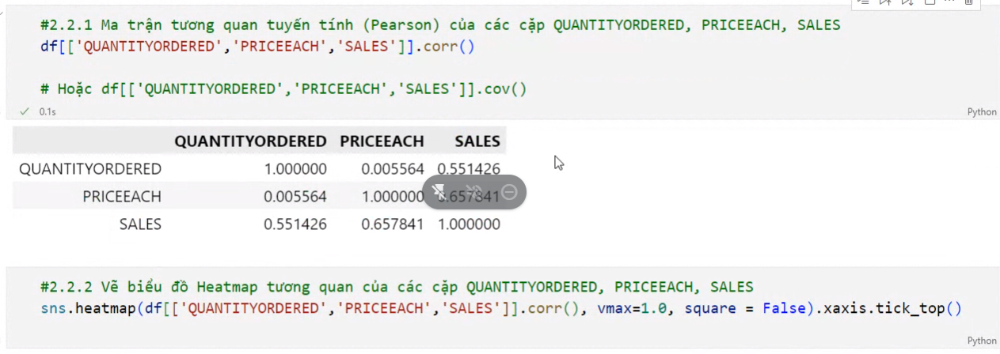 #2.2.1 Ma trận tương quan tuyến tính (Pearson) của các cặp QUANTITYORDERED, PRICEEACH, SALES
df[['QUANTITYORDERED','PRICEEACH','SALES']].corr()
# Hoặc df[['QUANTITYORDERED','PRICEEACH','SALES']].cov()
0.1s
Python
QUANTITYORDERED PRICEEACH SALES
QUANTITYORDERED 1.000000 0.005564 0.551426
PRICEEACH 0.005564 1.000000 0.657841
SALES 0.551426 0.657841 1.000000
#2.2.2 Vẽ biểu đồ Heatmap tương quan của các cặp QUANTITYORDERED, PRICEEACH, SALES
sns.heatmap(df[['QUANTITYORDERED','PRICEEACH','SALES']].corr(), vmax=1.0, square = False).xaxis.tick_top()
Python